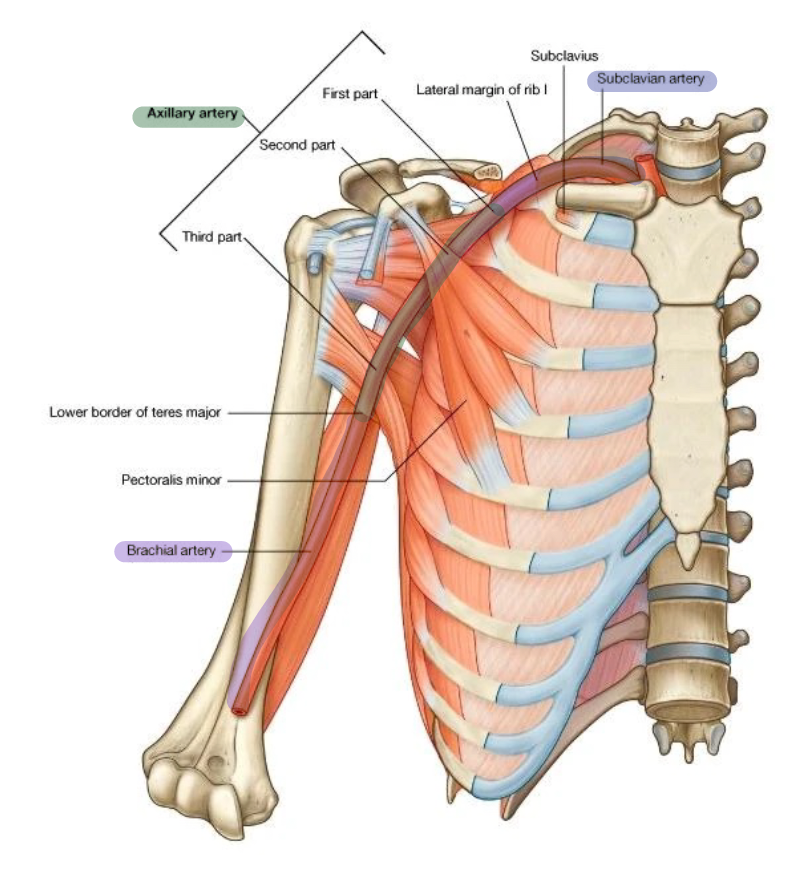 Subclavius
Subclavian artery
Lateral margin of rib I
First part
Axillary artery
Second part
Third part
Lower border of teres major
Pectoralis minor
Brachial artery